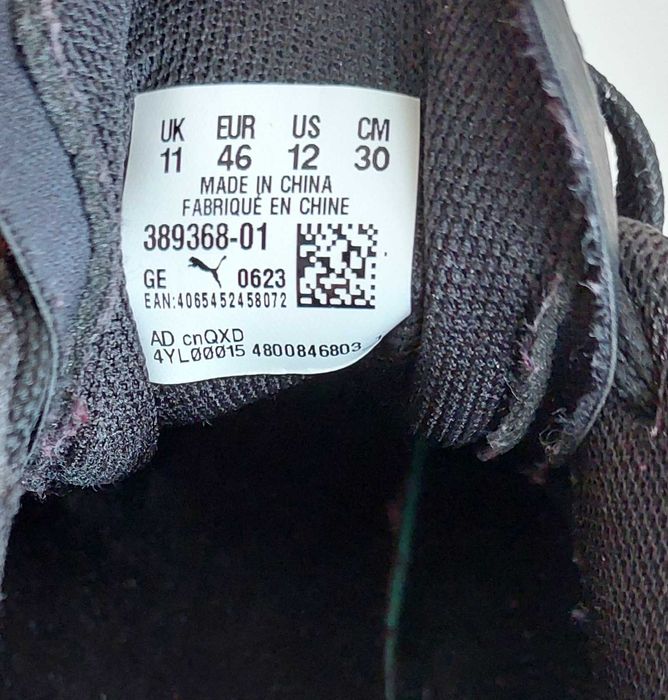 UK EUR US CM
11 46 12 30
MADE IN CHINA
FABRIQUÉ EN CHINE
389368-01
GE 0623
EAN:4065452458072
AD cnQXD
4YL00015 4800846803